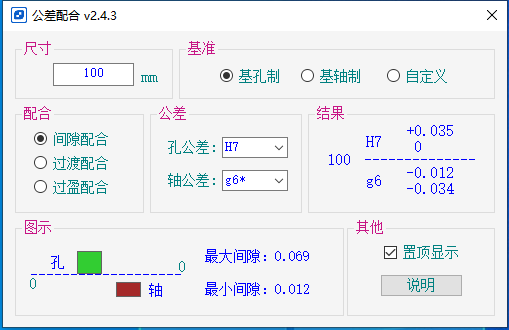 公差配合 v2.4.3
尺寸
100 mm
基准
基孔制 基轴制 自定义
配合
间隙配合
过渡配合
过盈配合
公差
孔公差: H7
轴公差: g6*
结果
100
H7 +0.035
0
g6 -0.012
-0.034
图示
孔
0
0
轴
最大间隙: 0.069
最小间隙: 0.012
其他
置顶显示
说明